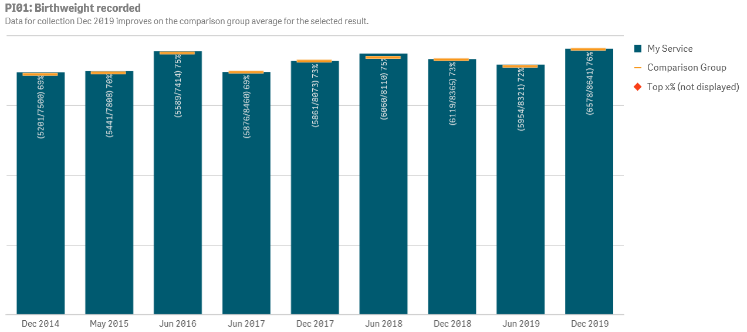 PI01: Birthweight recorded
Data for collection Dec 2019 improves on the comparison group average for the selected result.
(5201/7500) 69%
(5441/7808) 70%
(5589/7414) 75%
(5876/8460) 69%
(5861/8073) 73%
(6060/8110) 75%
(6119/8365) 73%
(5954/8321) 72%
(6578/8641) 76%
My Service
Comparison Group
Top x% (not displayed)
Dec 2014 May 2015 Jun 2016 Jun 2017 Dec 2017 Jun 2018 Dec 2018 Jun 2019 Dec 2019